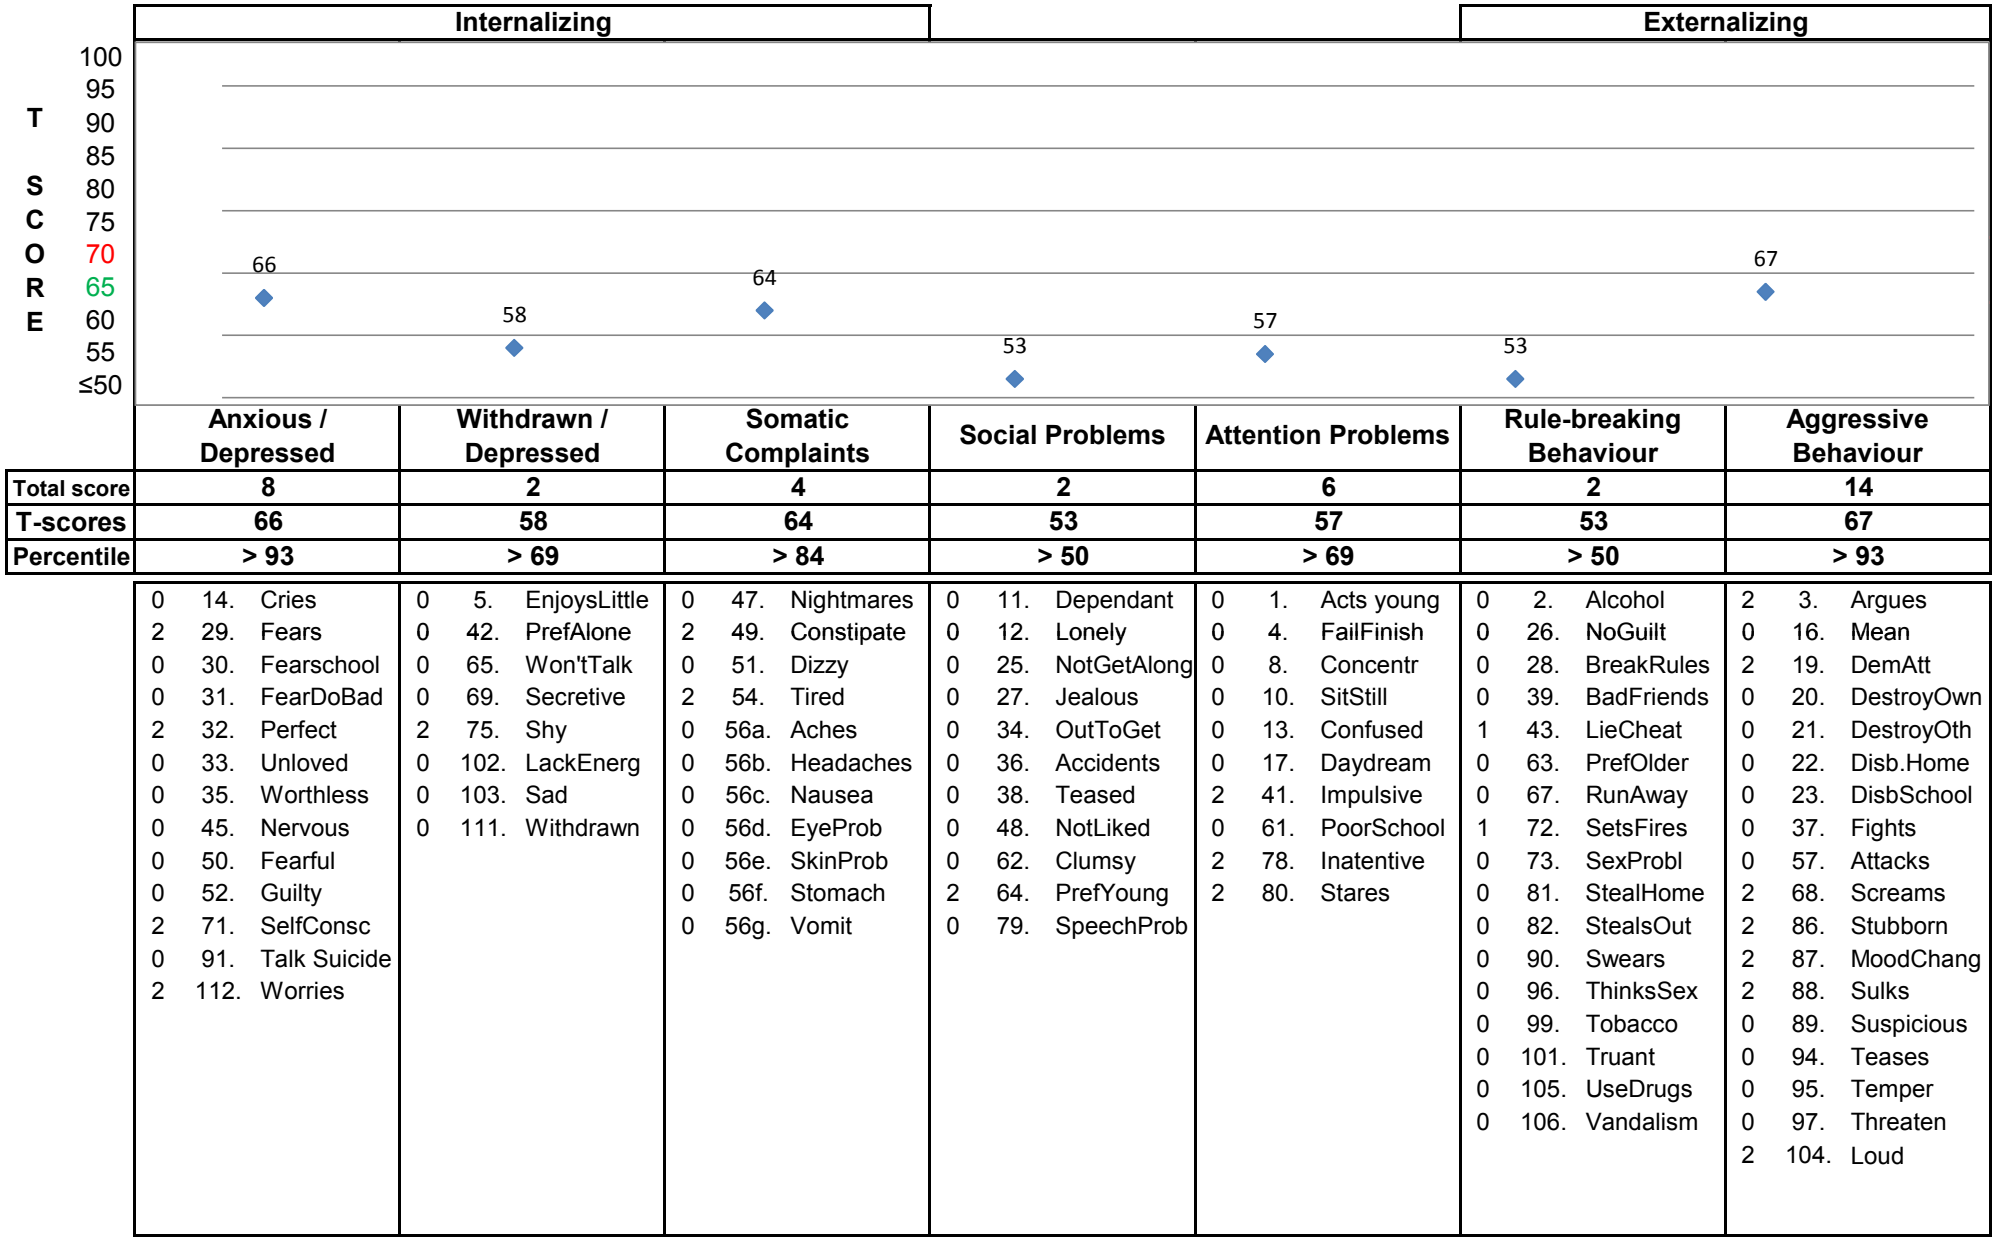 Internalizing Externalizing
100
95
T 90
85
S 80
C 75
O 70
R 65
E 60
55
≤50
66 58 64 53 57 53 67
Anxious / Depressed Withdrawn / Depressed Somatic Complaints Social Problems Attention Problems Rule-breaking Behaviour Aggressive Behaviour
Total score 8 2 4 2 6 2 14
T-scores 66 58 64 53 57 53 67
Percentile > 93 > 69 > 84 > 50 > 69 > 50 > 93
0 14. Cries 0 5. EnjoysLittle 0 47. Nightmares 0 11. Dependant 0 1. Acts young 0 2. Alcohol 2 3. Argues
2 29. Fears 0 42. PrefAlone 2 49. Constipate 0 12. Lonely 0 4. FailFinish 0 26. NoGuilt 0 16. Mean
0 30. Fearschool 0 65. Won'tTalk 0 51. Dizzy 0 25. NotGetAlong 0 8. Concentr 0 28. BreakRules 2 19. DemAtt
0 31. FearDoBad 0 69. Secretive 2 54. Tired 0 27. Jealous 0 10. SitStill 0 39. BadFriends 0 20. DestroyOwn
2 32. Perfect 2 75. Shy 0 56a. Aches 0 34. OutToGet 0 13. Confused 1 43. LieCheat 0 21. DestroyOth
0 33. Unloved 0 102. LackEnerg 0 56b. Headaches 0 36. Accidents 0 17. Daydream 0 63. PrefOlder 0 22. Disb.Home
0 35. Worthless 0 103. Sad 0 56c. Nausea 0 38. Teased 2 41. Impulsive 0 67. RunAway 0 23. DisbSchool
0 45. Nervous 0 111. Withdrawn 0 56d. EyeProb 0 48. NotLiked 0 61. PoorSchool 1 72. SetsFires 0 37. Fights
0 50. Fearful 0 56e. SkinProb 0 62. Clumsy 2 78. Inatentive 0 73. SexProbl 0 57. Attacks
0 52. Guilty 0 56f. Stomach 2 64. PrefYoung 2 80. Stares 0 81. StealHome 2 68. Screams
2 71. SelfConsc 0 56g. Vomit 0 79. SpeechProb 0 82. StealsOut 2 86. Stubborn
0 91. Talk Suicide 0 90. Swears 2 87. MoodChang
2 112. Worries 0 96. ThinksSex 2 88. Sulks
0 99. Tobacco 0 89. Suspicious
0 101. Truant 0 94. Teases
0 105. UseDrugs 0 95. Temper
0 106. Vandalism 0 97. Threaten
2 104. Loud